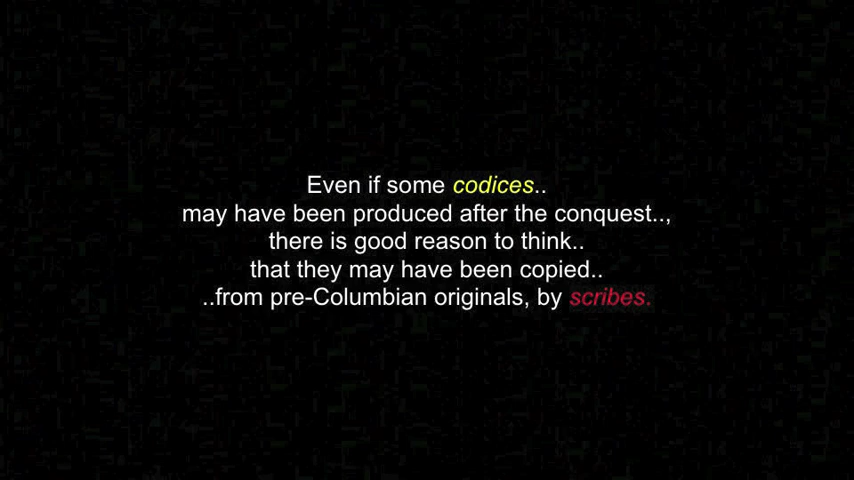 Even if some codices..
may have been produced after the conquest..,
there is good reason to think..
that they may have been copied..
..from pre-Columbian originals, by scribes.